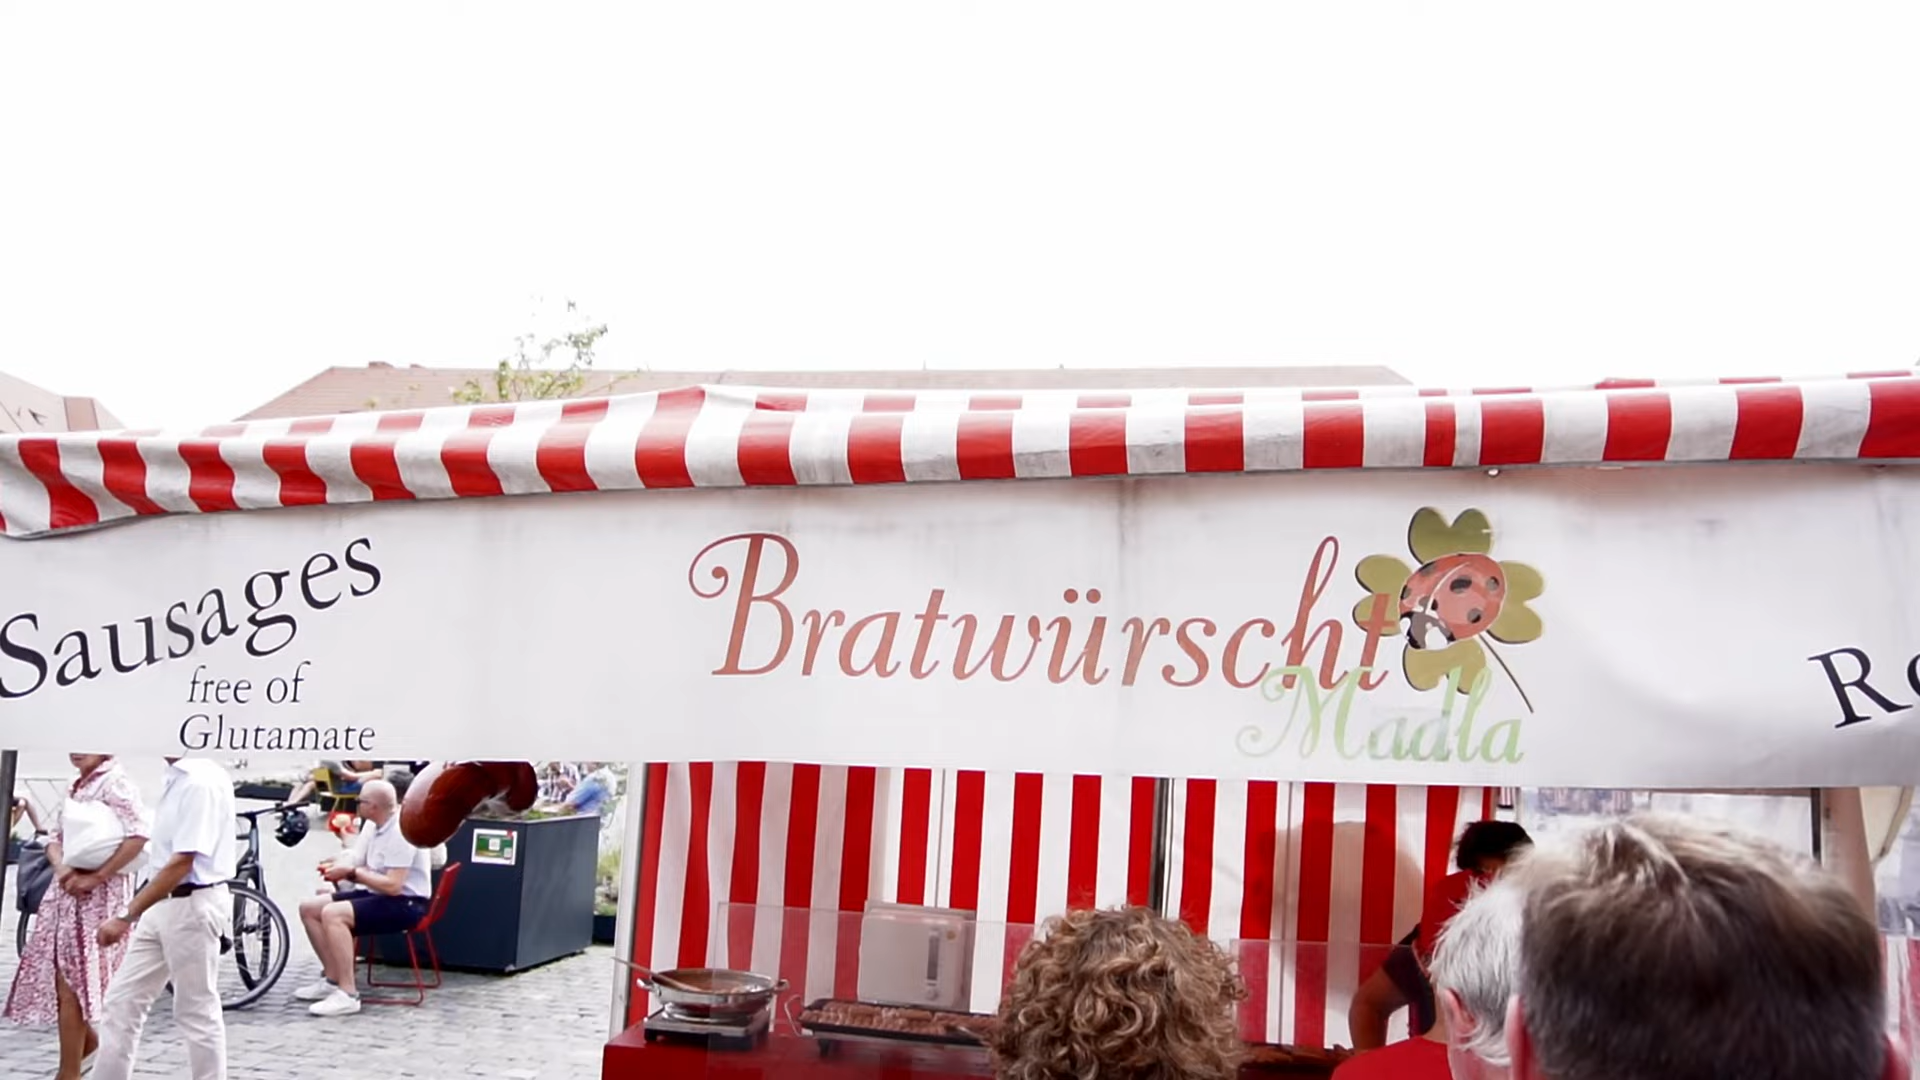 Sausages
free of
Glutamate
Bratwürscht
Madla